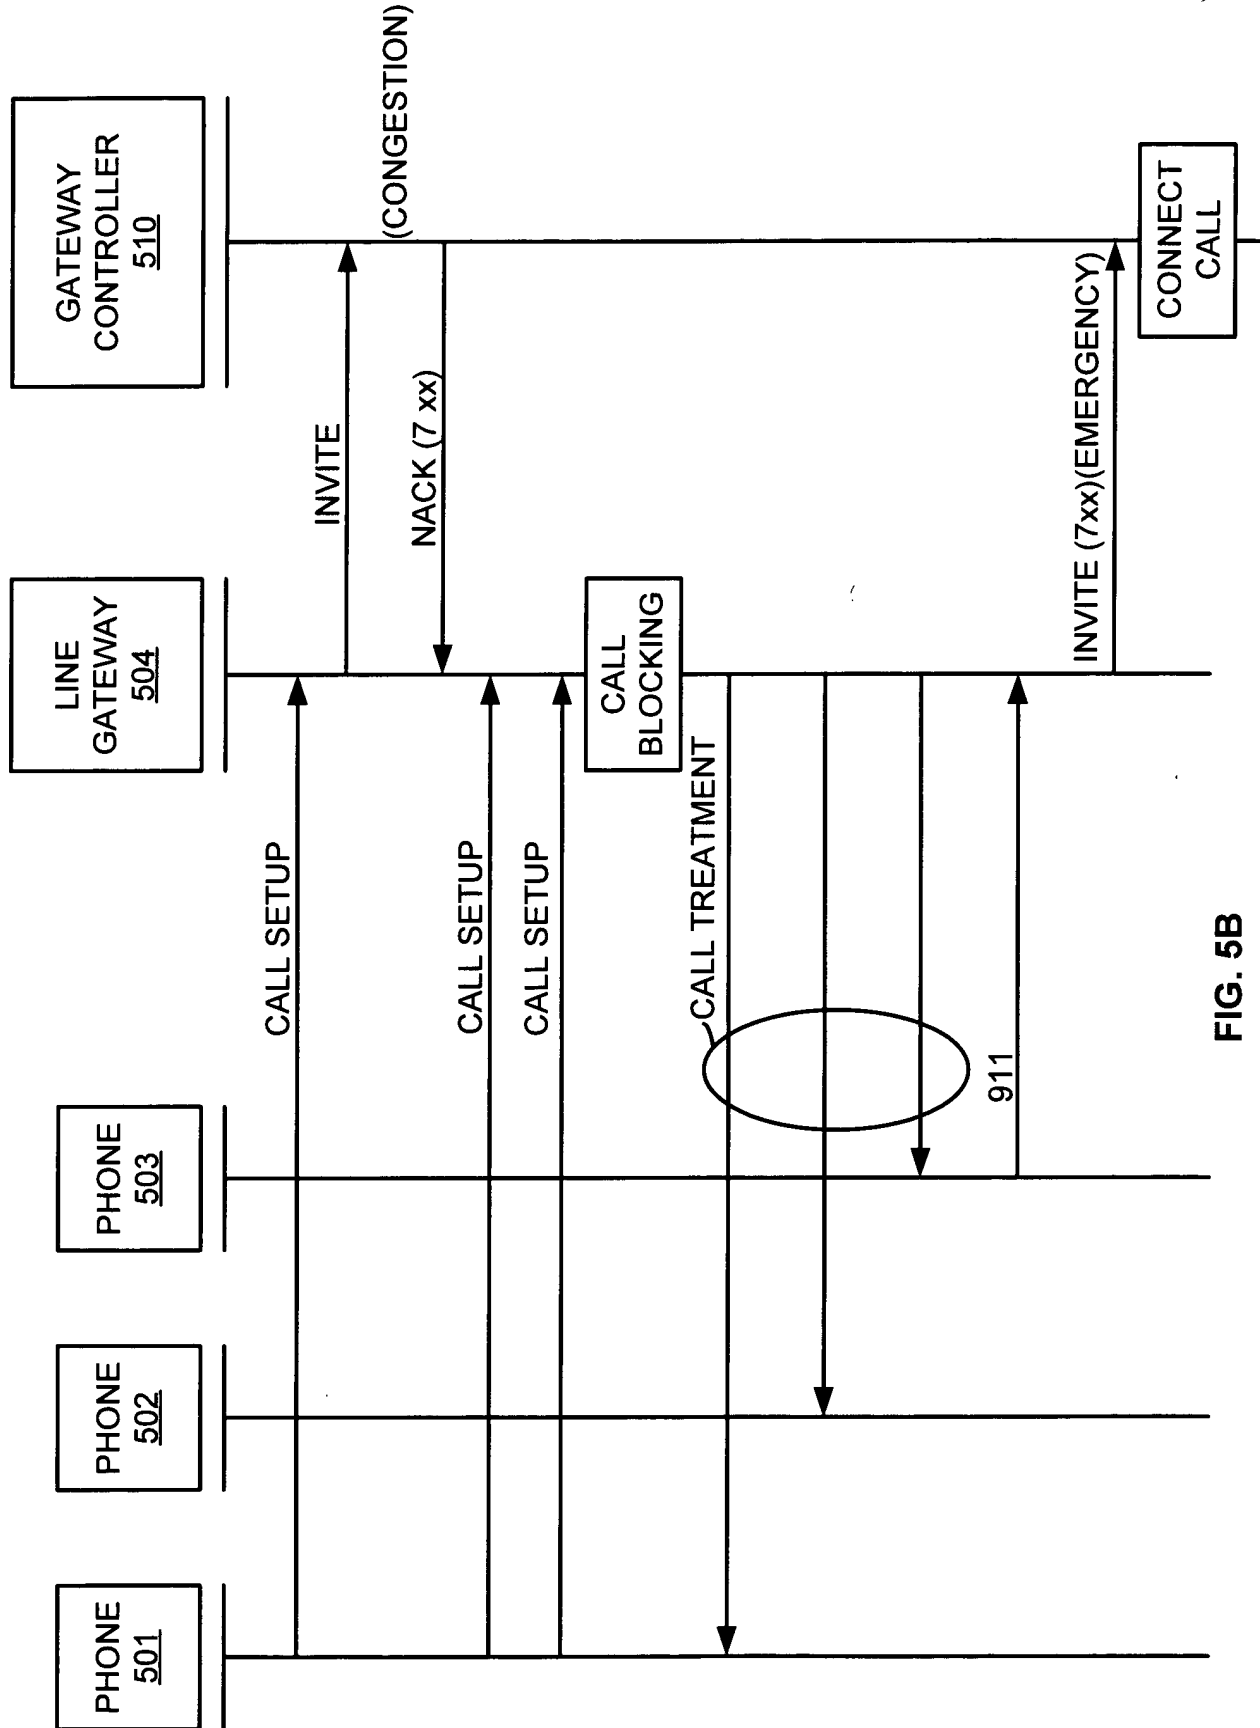 PHONE
501
PHONE
502
PHONE
503
LINE
GATEWAY
504
GATEWAY
CONTROLLER
510
CALL SETUP
INVITE
(CONGESTION)
NACK (7 xx)
CALL SETUP
CALL SETUP
CALL
BLOCKING
CALL TREATMENT
911
INVITE (7xx)(EMERGENCY)
CONNECT
CALL
FIG. 5B